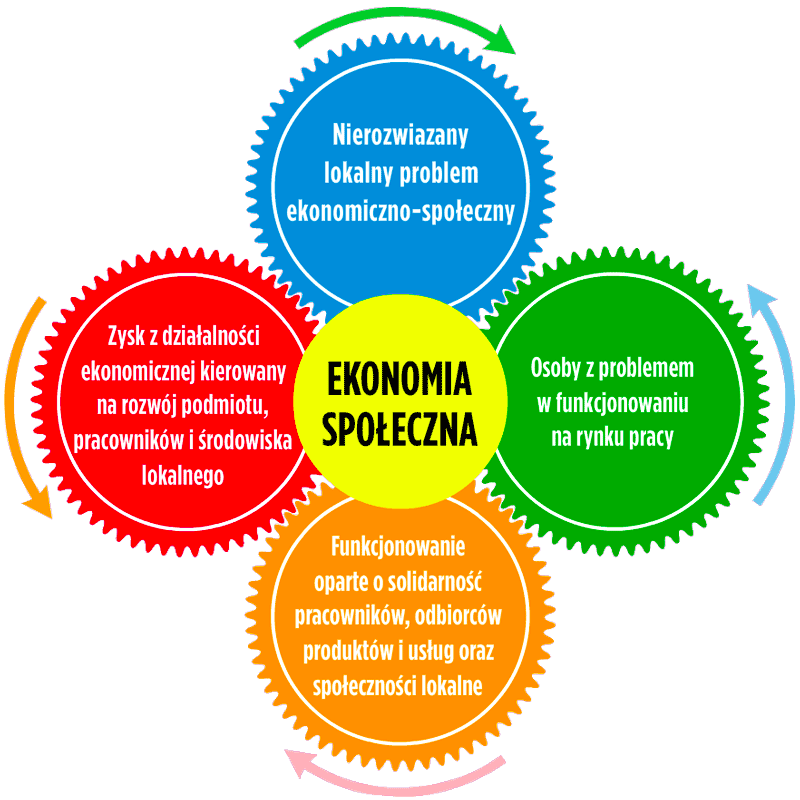 Nierozwiazany
lokalny problem
ekonomiczno-społeczny
Zysk z działalności
ekonomicznej kierowany
na rozwój podmiotu,
pracowników i środowiska
lokalnego
EKONOMIA
SPOŁECZNA
Osoby z problemem
w funkcjonowaniu
na rynku pracy
Funkcjonowanie
oparte o solidarność
pracowników, odbiorców
produktów i usług oraz
społeczności lokalne